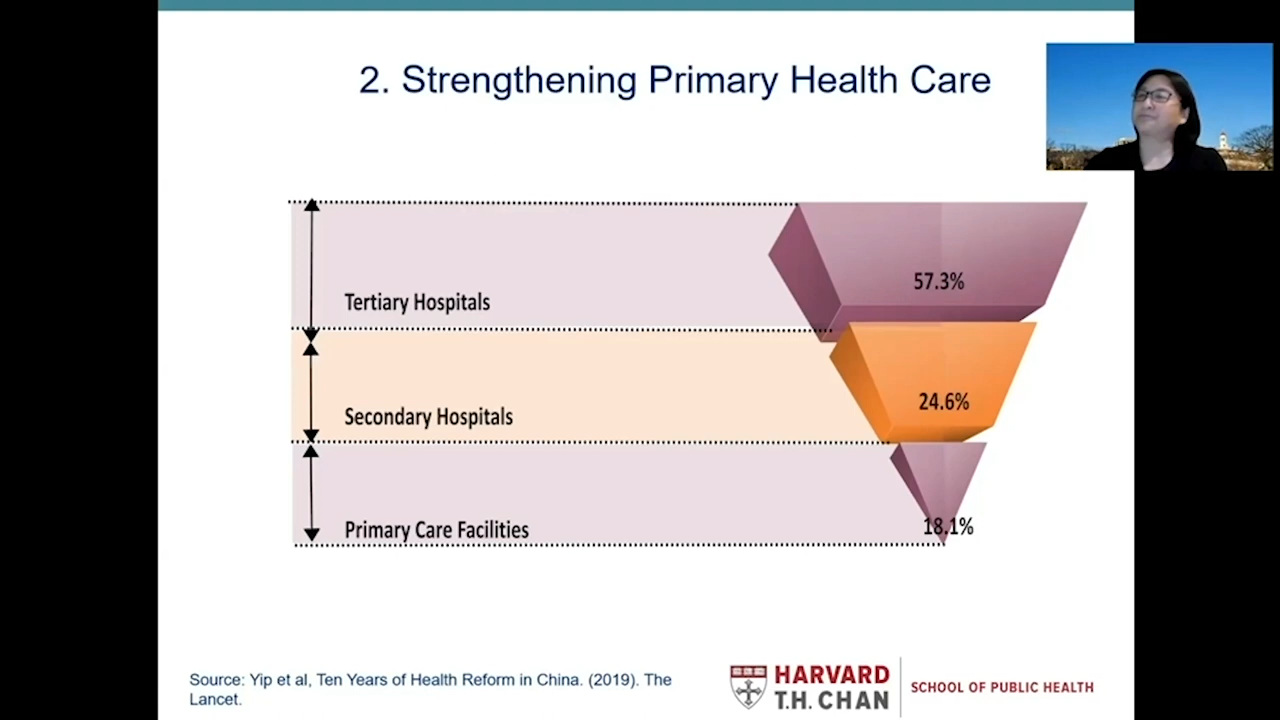 2. Strengthening Primary Health Care
57.3%
Tertiary Hospitals
24.6%
Secondary Hospitals
18.1%
Primary Care Facilities
Source: Yip et al, Ten Years of Health Reform in China. (2019). The
Lancet.
HARVARD
T.H. CHAN
SCHOOL OF PUBLIC HEALTH